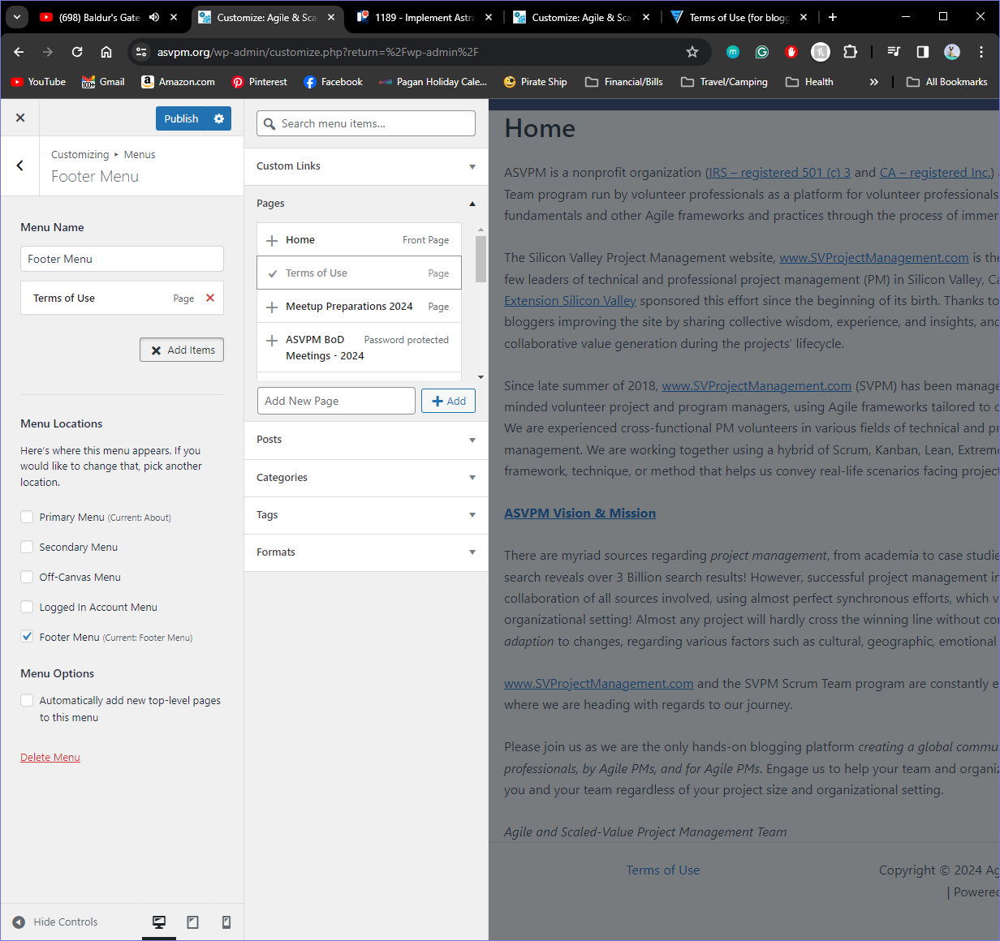 (698) Baldur's Gate
Customize: Agile & Sca
1189 - Implement Astra
Customize: Agile & Sca
Terms of Use (for blogg
asvpm.org/wp-admin/customize.php?return=%2Fwp-admin%2F
YouTube
100+
Gmail
Amazon.com
Pinterest
Facebook
Pagan Holiday Cale...
Pirate Ship
Financial/Bills
Travel/Camping
Health
All Bookmarks
Publish
Customizing ▸ Menus
Footer Menu
Menu Name
Footer Menu
Terms of Use Page
Add Items
Menu Locations
Here's where this menu appears. If you
would like to change that, pick another
location.
Primary Menu (Current: About)
Secondary Menu
Off-Canvas Menu
Logged In Account Menu
Footer Menu (Current: Footer Menu)
Menu Options
Automatically add new top-level pages
to this menu
Delete Menu
Hide Controls
Search menu items...
Custom Links
Pages
Home Front Page
Terms of Use Page
Meetup Preparations 2024 Page
ASVPM BoD Password protected
Meetings - 2024
Add New Page
Add
Posts
Categories
Tags
Formats
Home
ASVPM is a nonprofit organization (IRS – registered 501 (c) 3 and CA – registered Inc.)
Team program run by volunteer professionals as a platform for volunteer professionals
fundamentals and other Agile frameworks and practices through the process of immer
The Silicon Valley Project Management website, www.SVProjectManagement.com is the
few leaders of technical and professional project management (PM) in Silicon Valley, Ca
Extension Silicon Valley sponsored this effort since the beginning of its birth. Thanks to
bloggers improving the site by sharing collective wisdom, experience, and insights, and
collaborative value generation during the projects' lifecycle.
Since late summer of 2018, www.SVProjectManagement.com (SVPM) has been manage
minded volunteer project and program managers, using Agile frameworks tailored to c
We are experienced cross-functional PM volunteers in various fields of technical and pr
management. We are working together using a hybrid of Scrum, Kanban, Lean, Extreme
framework, technique, or method that helps us convey real-life scenarios facing project
ASVPM Vision & Mission
There are myriad sources regarding project management, from academia to case studie
search reveals over 3 Billion search results! However, successful project management in
collaboration of all sources involved, using almost perfect synchronous efforts, which v
organizational setting! Almost any project will hardly cross the winning line without cor
adaption to changes, regarding various factors such as cultural, geographic, emotional
www.SVProjectManagement.com and the SVPM Scrum Team program are constantly e
where we are heading with regards to our journey.
Please join us as we are the only hands-on blogging platform creating a global commu
professionals, by Agile PMs, and for Agile PMs. Engage us to help your team and organiz
you and your team regardless of your project size and organizational setting.
Agile and Scaled-Value Project Management Team
Terms of Use
Copyright © 2024 Ag
| Powere